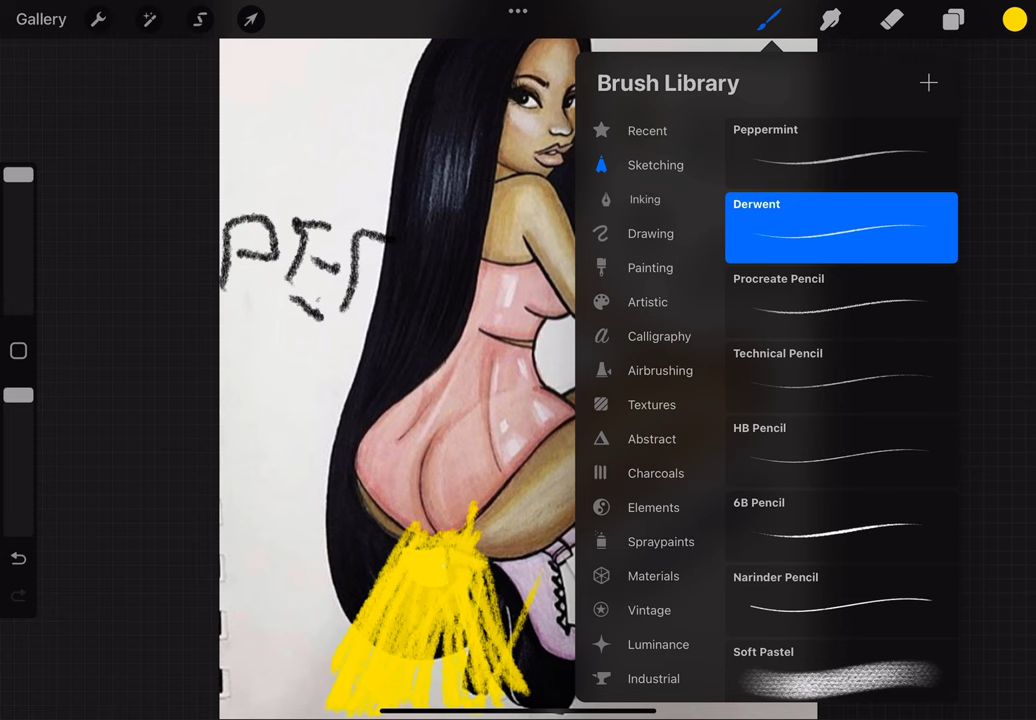 Gallery
Brush Library
Recent
Sketching
Inking
Drawing
Painting
Artistic
Calligraphy
Airbrushing
Textures
Abstract
Charcoals
Elements
Spraypaints
Materials
Vintage
Luminance
Industrial
Peppermint
Derwent
Procreate Pencil
Technical Pencil
HB Pencil
6B Pencil
Narinder Pencil
Soft Pastel